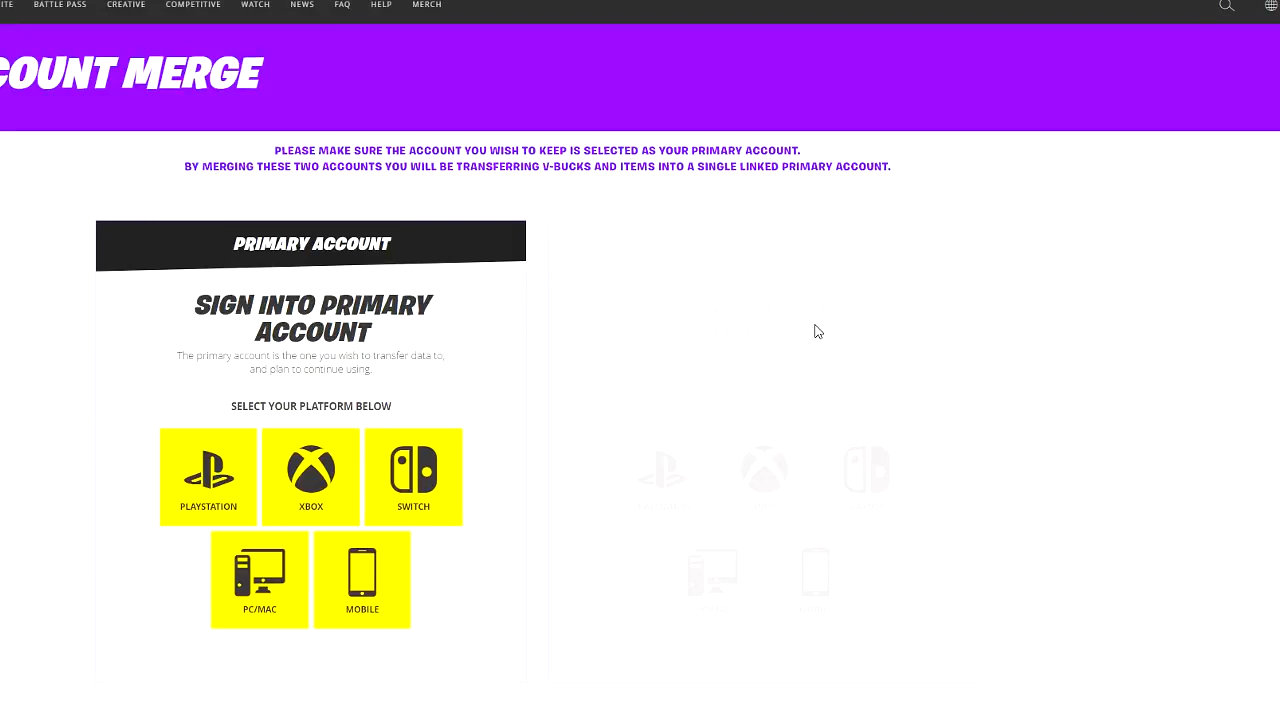 ITE BATTLE PASS CREATIVE COMPETITIVE WATCH NEWS FAQ HELP MERCH
COUNT MERGE
PLEASE MAKE SURE THE ACCOUNT YOU WISH TO KEEP IS SELECTED AS YOUR PRIMARY ACCOUNT.
BY MERGING THESE TWO ACCOUNTS YOU WILL BE TRANSFERRING V-BUCKS AND ITEMS INTO A SINGLE LINKED PRIMARY ACCOUNT.
PRIMARY ACCOUNT
SIGN INTO PRIMARY
ACCOUNT
The primary account is the one you wish to transfer data to,
and plan to continue using.
SELECT YOUR PLATFORM BELOW
PLAYSTATION XBOX SWITCH
PC/MAC MOBILE